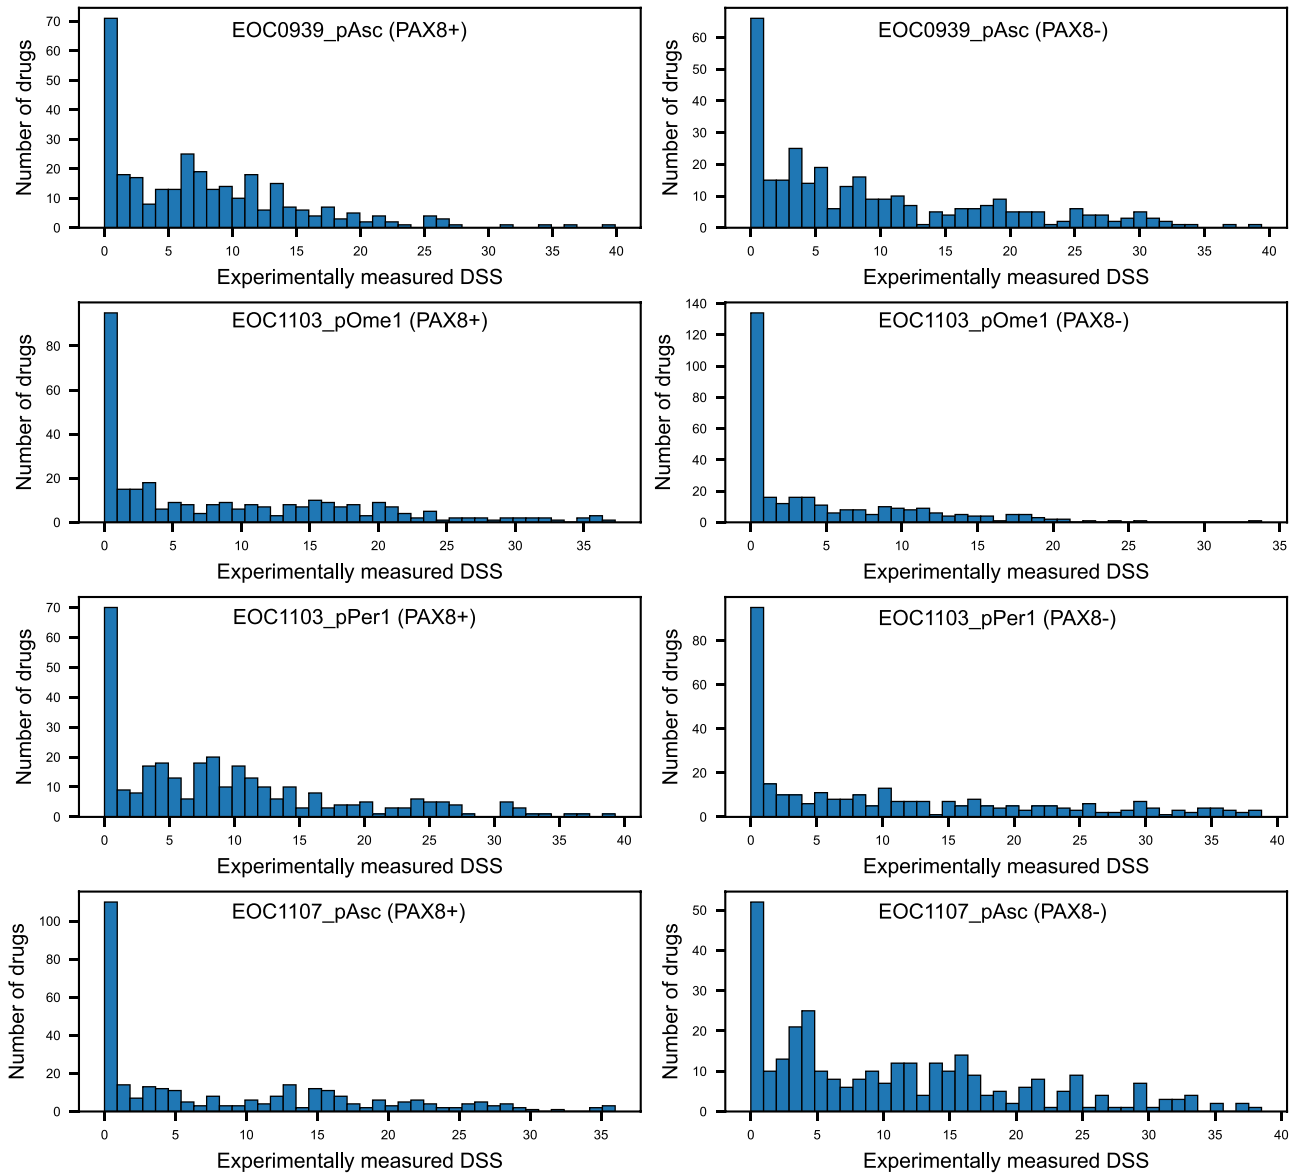 EOC0939_pAsc (PAX8+)
Number of drugs
70
60
50
40
30
20
10
0
0 5 10 15 20 25 30 35 40
Experimentally measured DSS
EOC0939_pAsc (PAX8-)
Number of drugs
60
50
40
30
20
10
0
0 5 10 15 20 25 30 35 40
Experimentally measured DSS
EOC1103_pOme1 (PAX8+)
Number of drugs
80
60
40
20
0
0 5 10 15 20 25 30 35
Experimentally measured DSS
EOC1103_pOme1 (PAX8-)
Number of drugs
140
120
100
80
60
40
20
0
0 5 10 15 20 25 30 35
Experimentally measured DSS
EOC1103_pPer1 (PAX8+)
Number of drugs
70
60
50
40
30
20
10
0
0 5 10 15 20 25 30 35 40
Experimentally measured DSS
EOC1103_pPer1 (PAX8-)
Number of drugs
80
60
40
20
0
0 5 10 15 20 25 30 35 40
Experimentally measured DSS
EOC1107_pAsc (PAX8+)
Number of drugs
100
80
60
40
20
0
0 5 10 15 20 25 30 35
Experimentally measured DSS
EOC1107_pAsc (PAX8-)
Number of drugs
50
40
30
20
10
0
0 5 10 15 20 25 30 35 40
Experimentally measured DSS